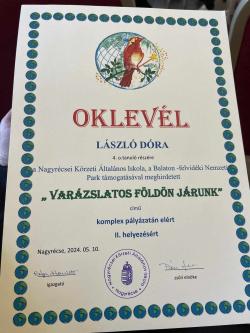 OKLEVÉL
LÁSZLÓ DÓRA
4. o. tanuló részére
Nagyrécsei Körzeti Általános Iskola, a Balaton -felvidéki Nemzeti
Park támogatásával meghirdetett
„ VARÁZSLATOS FÖLDÖN JÁRUNK"
című
komplex pályázatán elért
II. helyezésért
Nagyrécse, 2024. 05. 10.
igazgató
zsűri elnöke